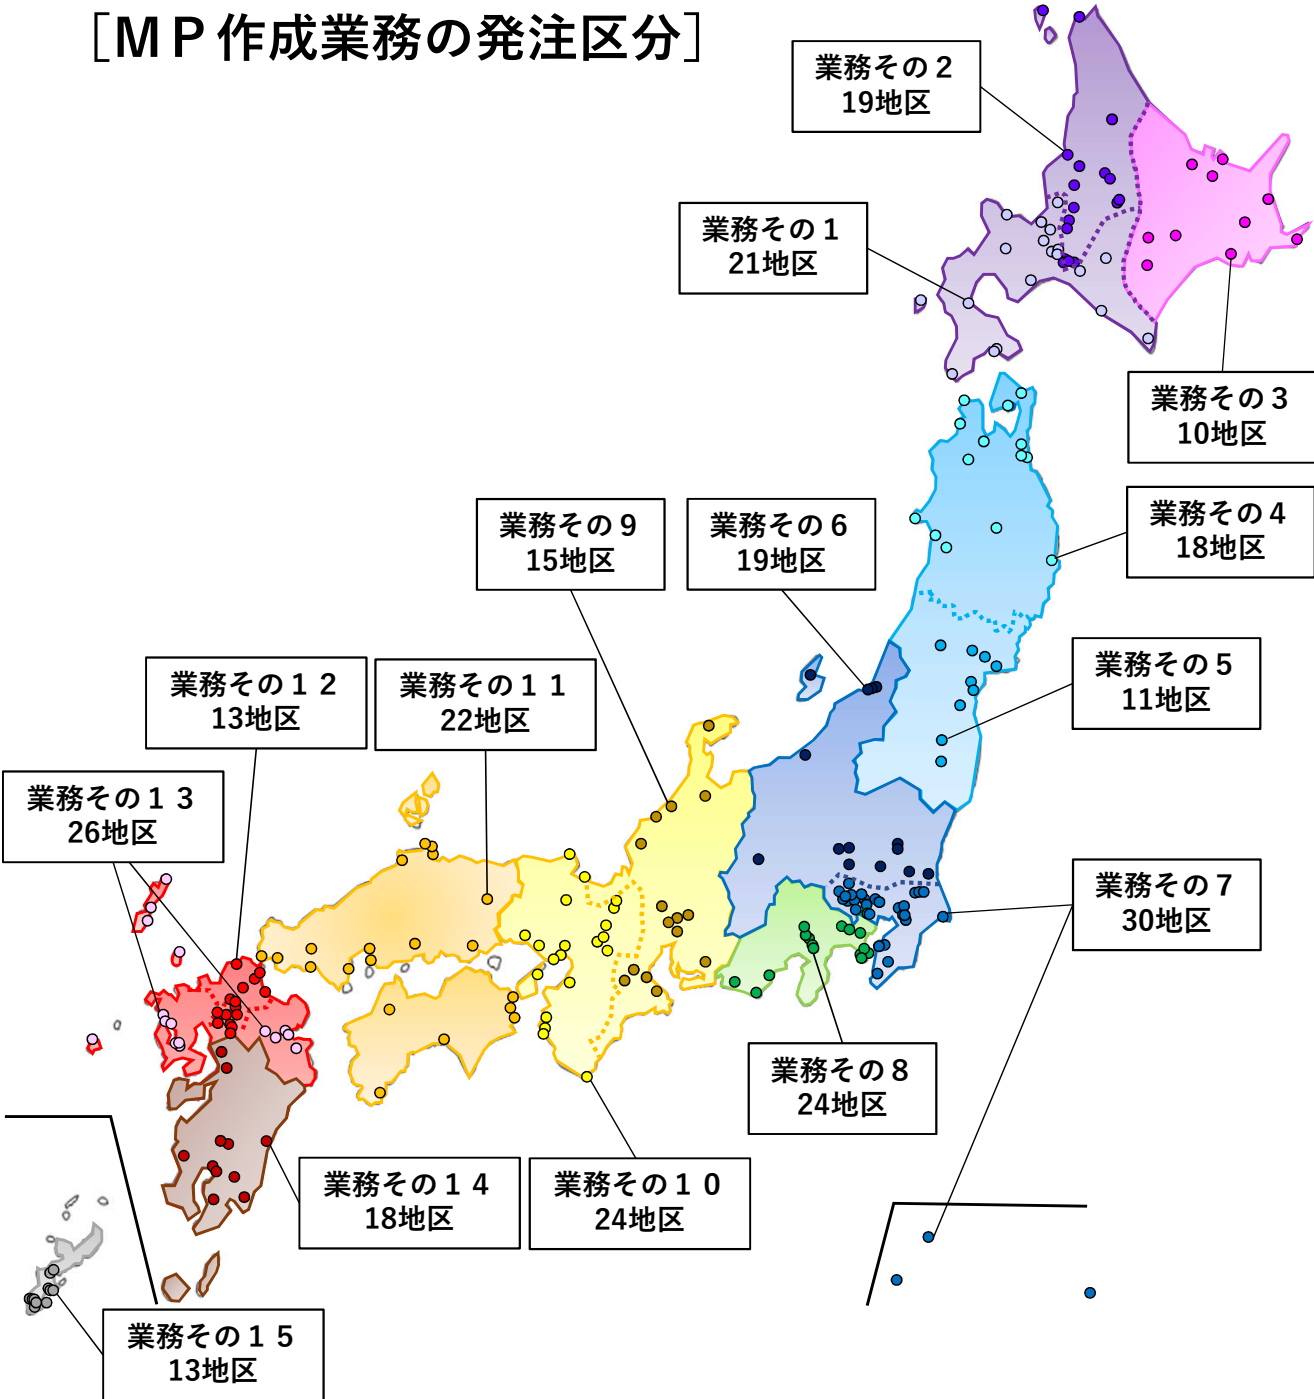 ［ＭＰ作成業務の発注区分］
業務その２
19地区
業務その１
21地区
業務その３
10地区
業務その４
18地区
業務その９
15地区
業務その６
19地区
業務その５
11地区
業務その１２
13地区
業務その１１
22地区
業務その１３
26地区
業務その７
30地区
業務その８
24地区
業務その１４
18地区
業務その１０
24地区
業務その１５
13地区